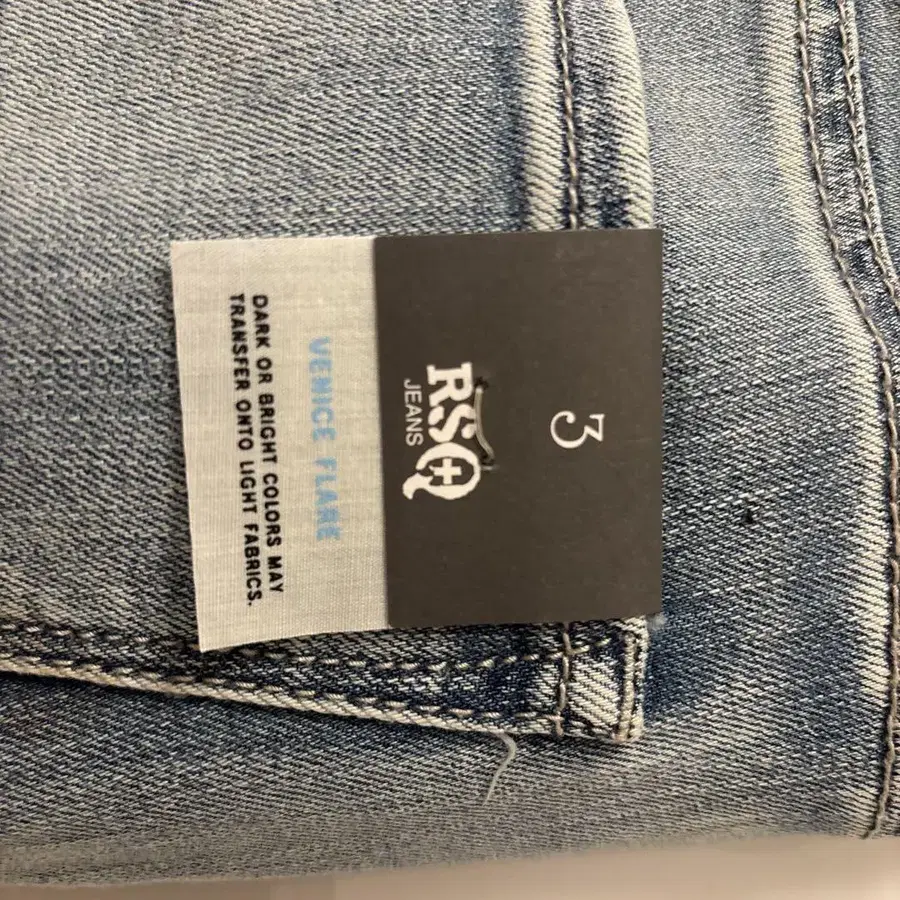 3
RSQ
JEANS
VENICE FLARE
DARK OR BRIGHT COLORS MAY
TRANSFER ONTO LIGHT FABRICS.